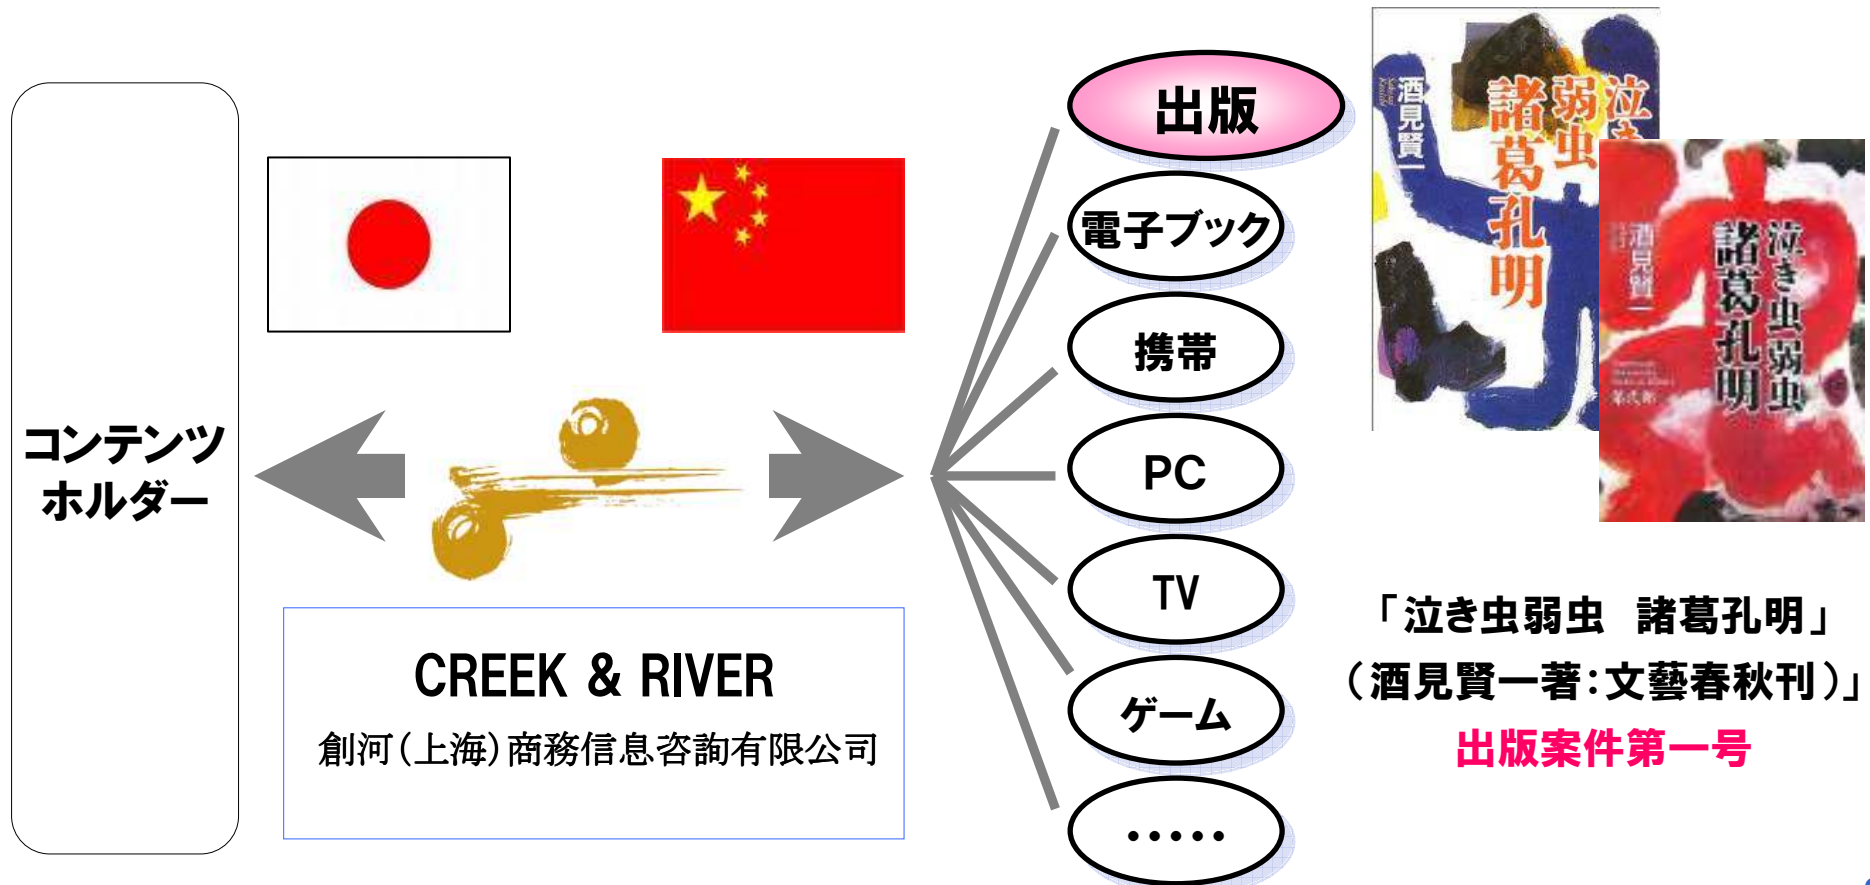 コンテンツ
ホルダー
CREEK & RIVER
創河(上海)商務信息咨詢有限公司
出版
電子ブック
携帯
PC
TV
ゲーム
・・・・・
泣き
弱虫
諸葛孔明
酒見賢一
泣き虫弱虫
諸葛孔明
酒見賢一
第弐部
「泣き虫弱虫 諸葛孔明」
(酒見賢一著:文藝春秋刊)」
出版案件第一号